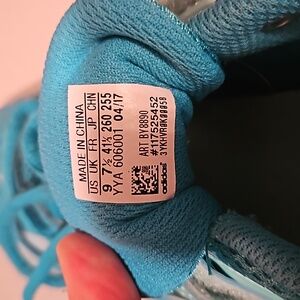 MADE IN CHINA
US UK FR JP CHN
9 7½ 41⅓ 260 255
YYA 606001 04/17
ART BY8890
#1175254452
adidas